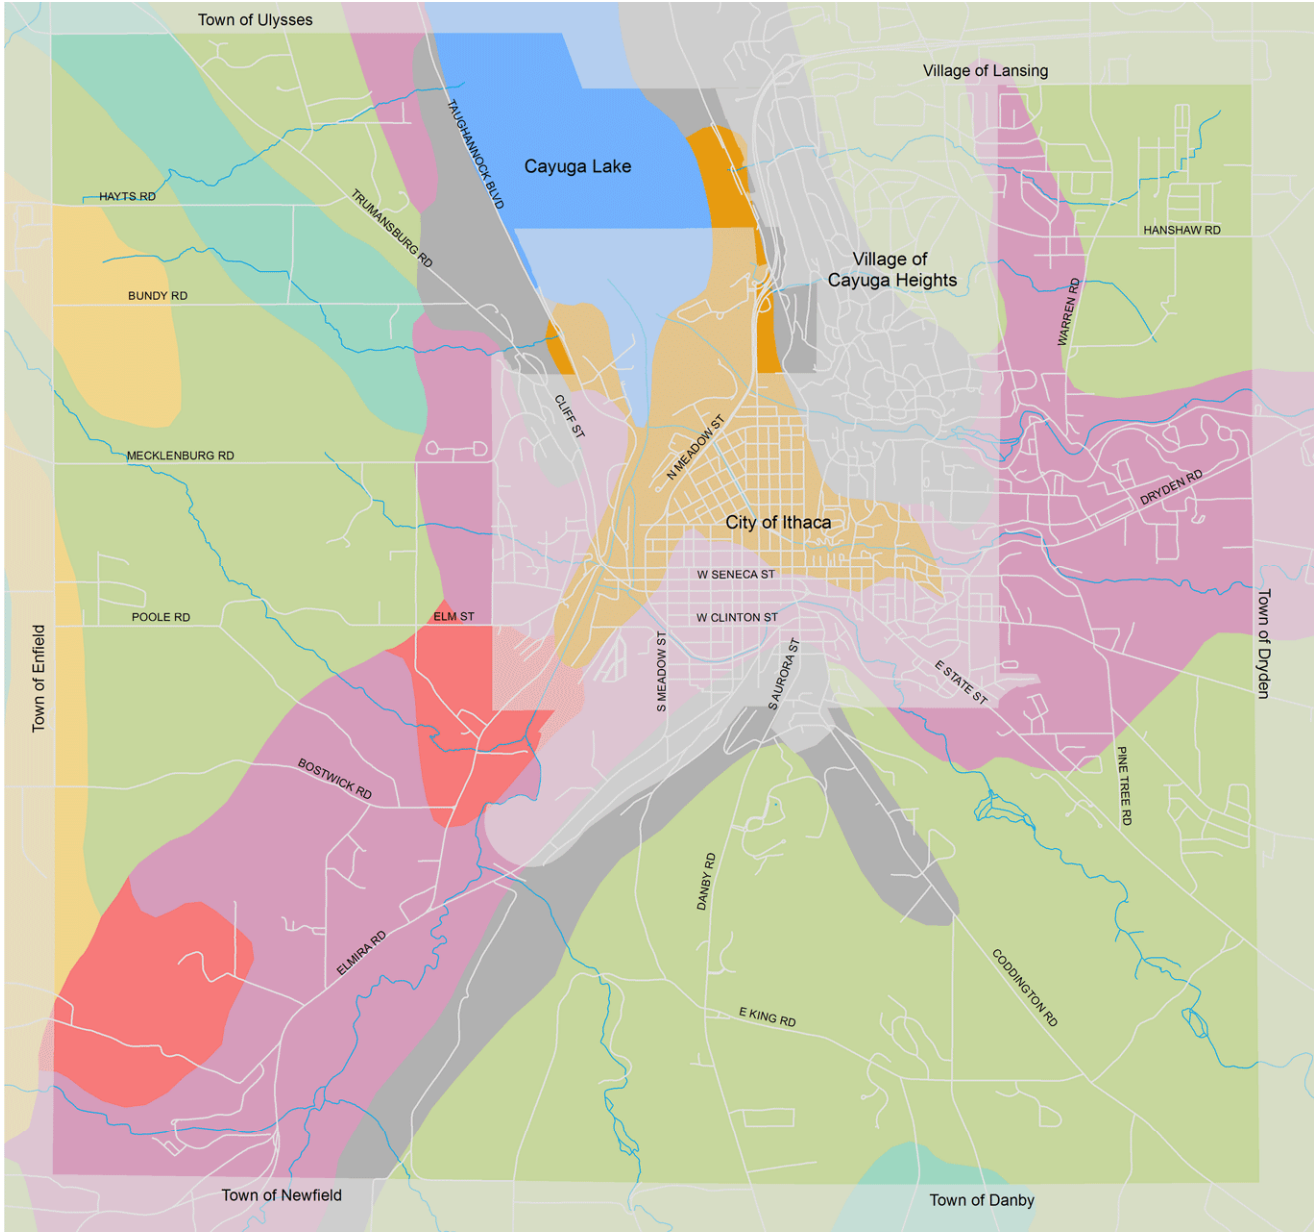 Town of Ulysses
Village of Lansing
TAUGHANNOCK BLVD
Cayuga Lake
HAYTS RD
TRUMANSBURG RD
HANSHAW RD
Village of
Cayuga Heights
BUNDY RD
WARREN RD
CLIFF ST
N MEADOW ST
MECKLENBURG RD
DRYDEN RD
City of Ithaca
W SENECA ST
POOLE RD
ELM ST
W CLINTON ST
Town of Enfield
S MEADOW ST
S AURORA ST
E STATE ST
Town of Dryden
BOSTWICK RD
PINE TREE RD
DANBY RD
ELMIRA RD
CODDINGTON RD
E KING RD
Town of Newfield
Town of Danby